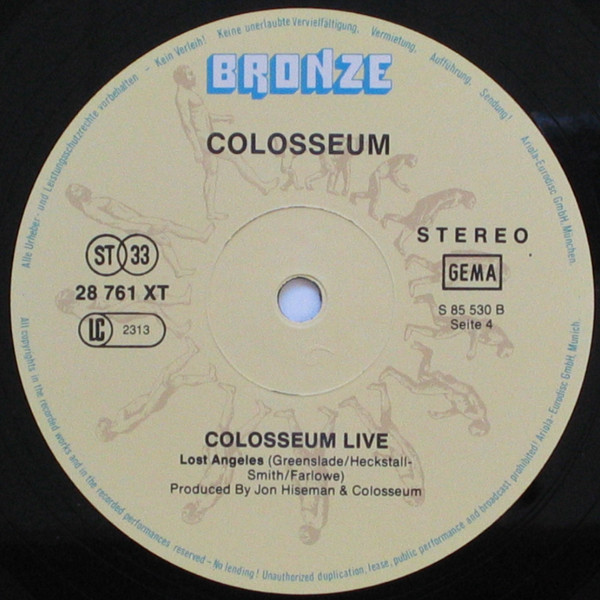 Alle Urheber- und Leistungsschutzrechte vorbehalten – Kein Verleih! Keine unerlaubte Vervielfältigung, Vermietung, Aufführung, Sendung! Ariola-Eurodisc GmbH, München.
BRONZE
COLOSSEUM
ST 33
28 761 XT
LC 2313
STEREO
GEMA
S 85 530 B
Seite 4
COLOSSEUM LIVE
Lost Angeles (Greenslade/Heckstall-
Smith/Farlowe)
Produced By Jon Hiseman & Colosseum
All copyrights in the recorded works and in the recorded performances reserved – No lending! Unauthorized duplication, lease, public performance and broadcast prohibited! Ariola-Eurodisc GmbH, Munich.